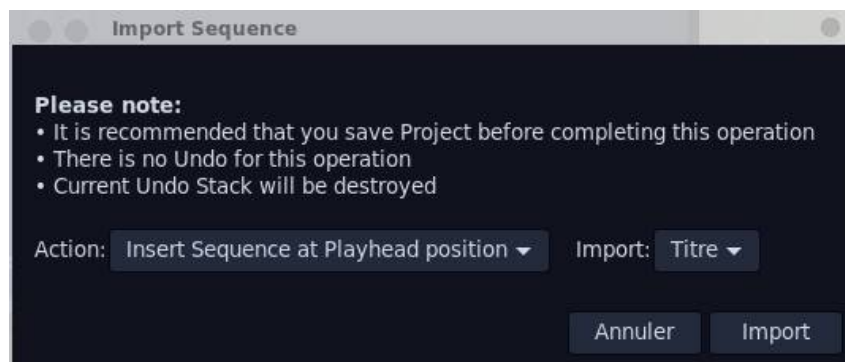 Import Sequence
Please note:
• It is recommended that you save Project before completing this operation
• There is no Undo for this operation
• Current Undo Stack will be destroyed
Action: Insert Sequence at Playhead position Import: Titre
Annuler Import